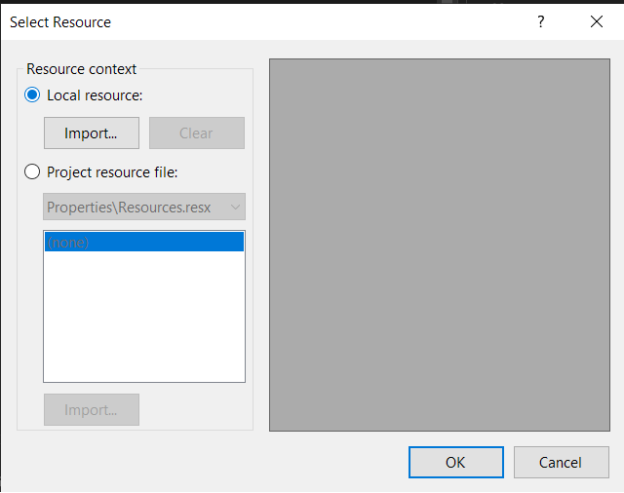 Select Resource
?
Resource context
Local resource:
Import...
Clear
Project resource file:
Properties\Resources.resx
(none)
Import...
OK
Cancel